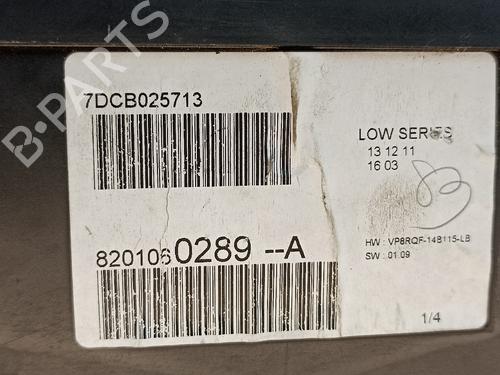 7DCB025713
LOW SERIES
13 12 11
16 03
8201060289 --A
HW : VP8RQF-14B115-LB
SW : 01.09
1/4
B-PARTS